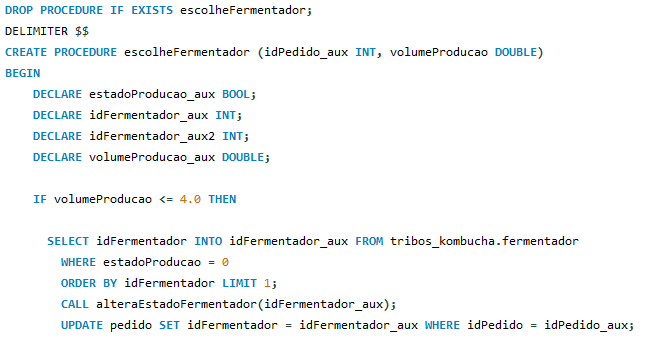 DROP PROCEDURE IF EXISTS escolheFermentador;
DELIMITER $$
CREATE PROCEDURE escolheFermentador (idPedido_aux INT, volumeProducao DOUBLE)
BEGIN
DECLARE estadoProducao_aux BOOL;
DECLARE idFermentador_aux INT;
DECLARE idFermentador_aux2 INT;
DECLARE volumeProducao_aux DOUBLE;
IF volumeProducao <= 4.0 THEN
SELECT idFermentador INTO idFermentador_aux FROM tribos_kombucha.fermentador
WHERE estadoProducao = 0
ORDER BY idFermentador LIMIT 1;
CALL alteraEstadoFermentador(idFermentador_aux);
UPDATE pedido SET idFermentador = idFermentador_aux WHERE idPedido = idPedido_aux;